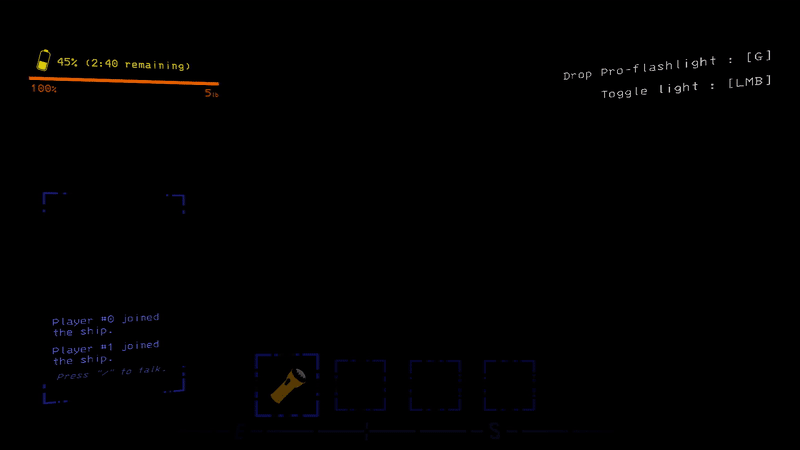 45% (2:40 remaining)
100%
5 lb
Drop Pro-flashlight : [G]
Toggle light : [LMB]
Player #0 joined
the ship.
Player #1 joined
the ship.
Press "/" to talk.
S